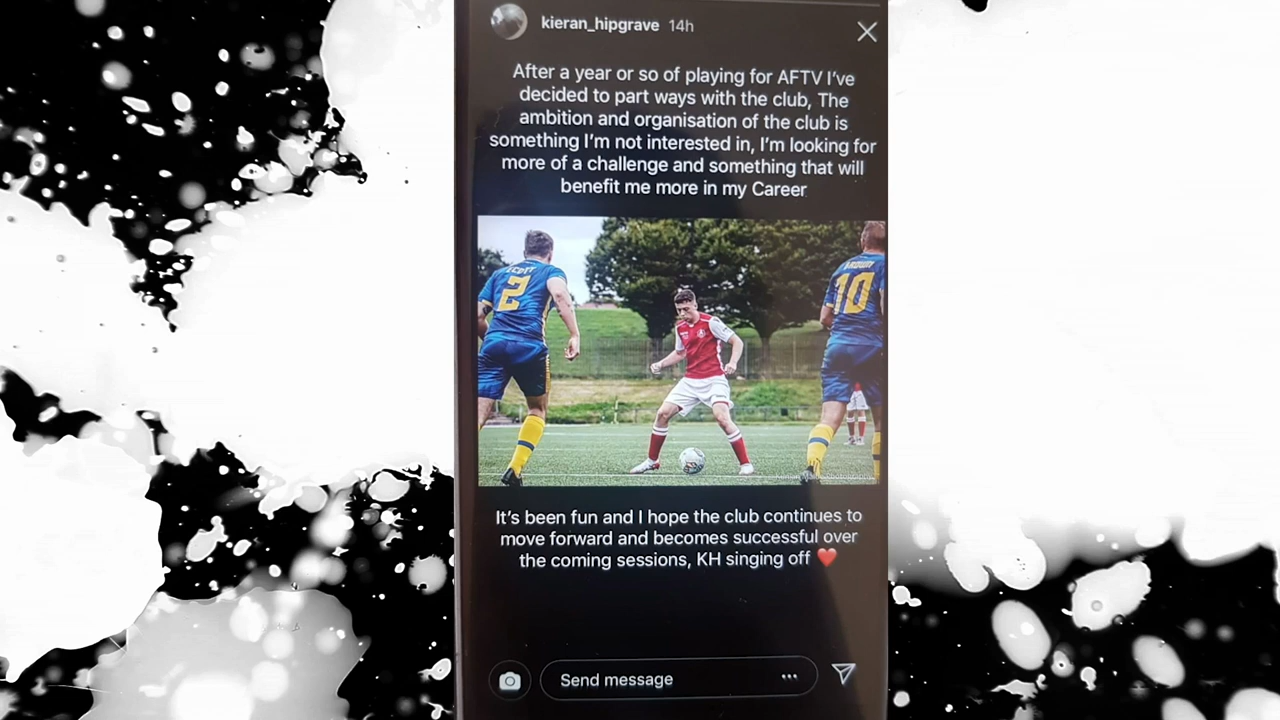 kieran_hipgrave 14h
After a year or so of playing for AFTV I've
decided to part ways with the club, The
ambition and organisation of the club is
something I'm not interested in, I'm looking for
more of a challenge and something that will
benefit me more in my Career
SCOTT
2
10
It's been fun and I hope the club continues to
move forward and becomes successful over
the coming sessions, KH singing off ❤️
Send message